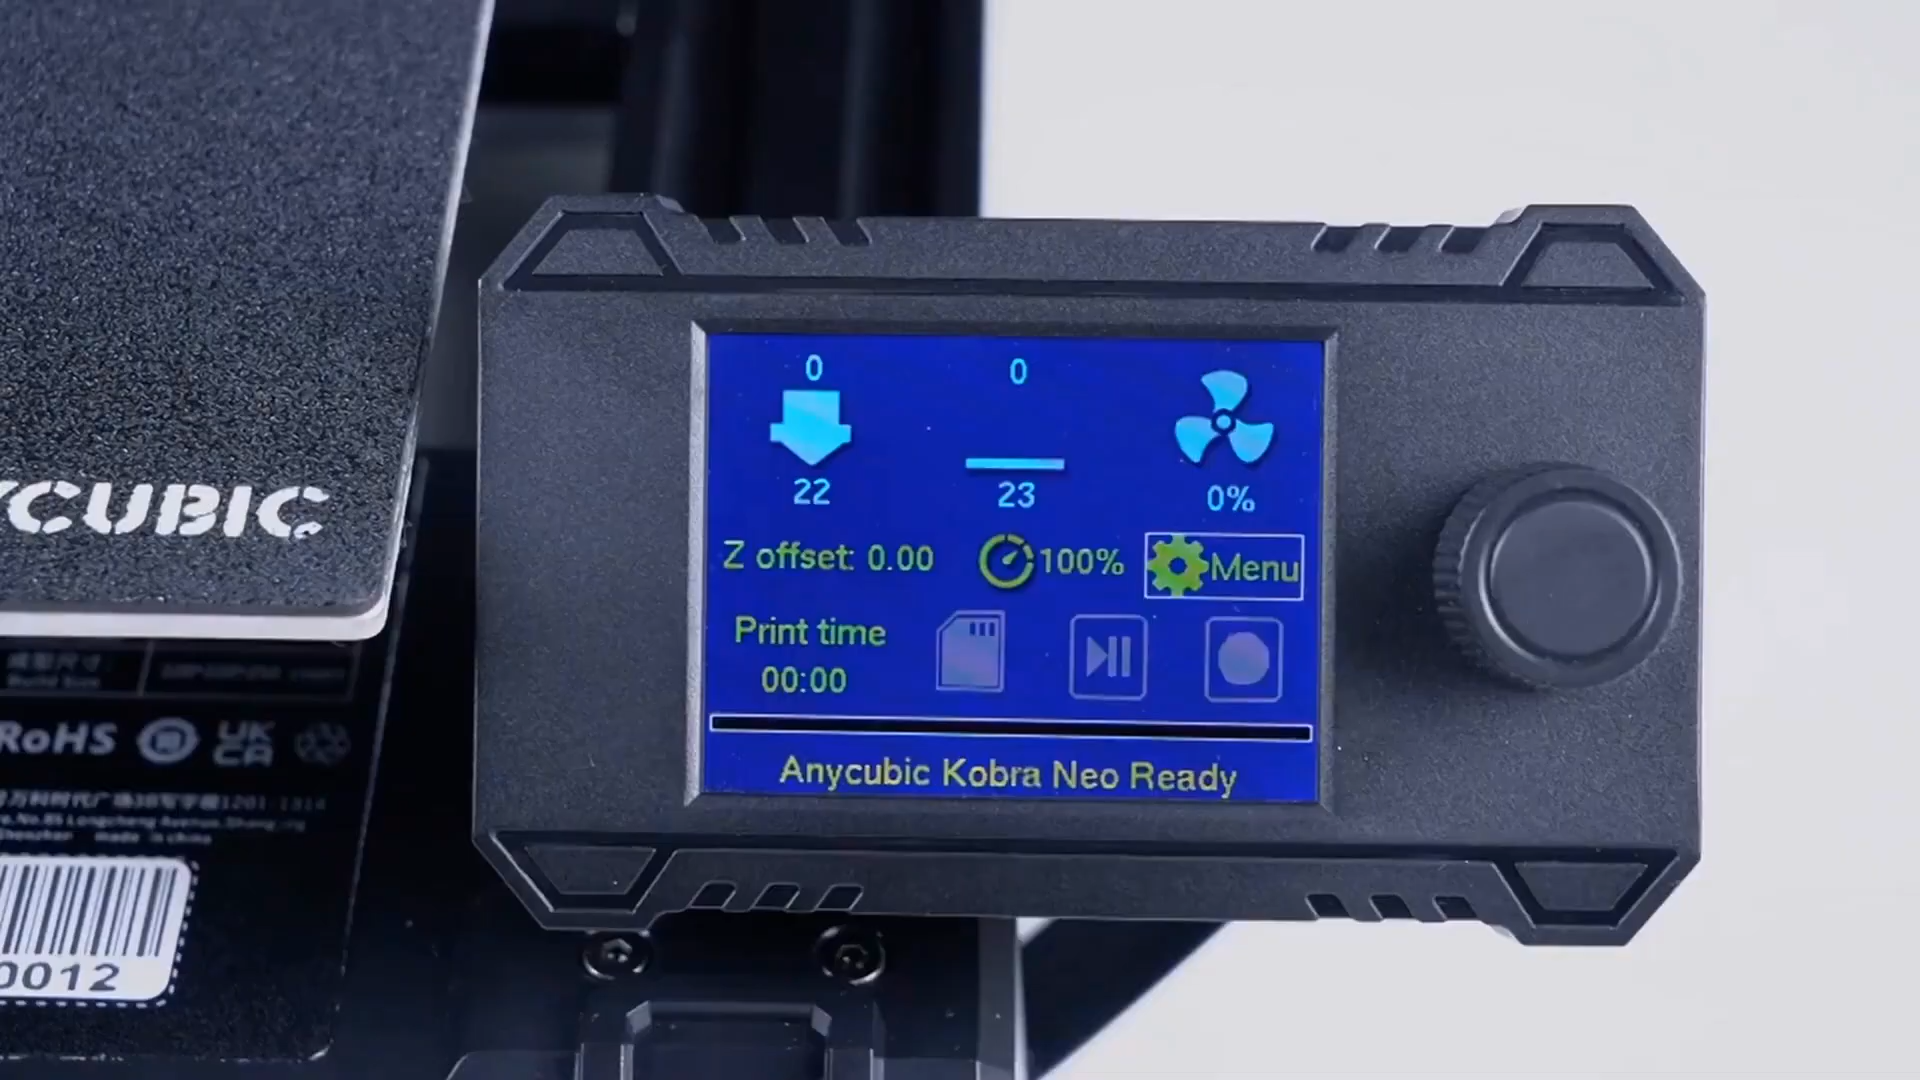 YCUBIC
0
0
22
23
0%
Z offset: 0.00
100%
Menu
Print time
00:00
Anycubic Kobra Neo Ready
RoHS
UK
CA
0012